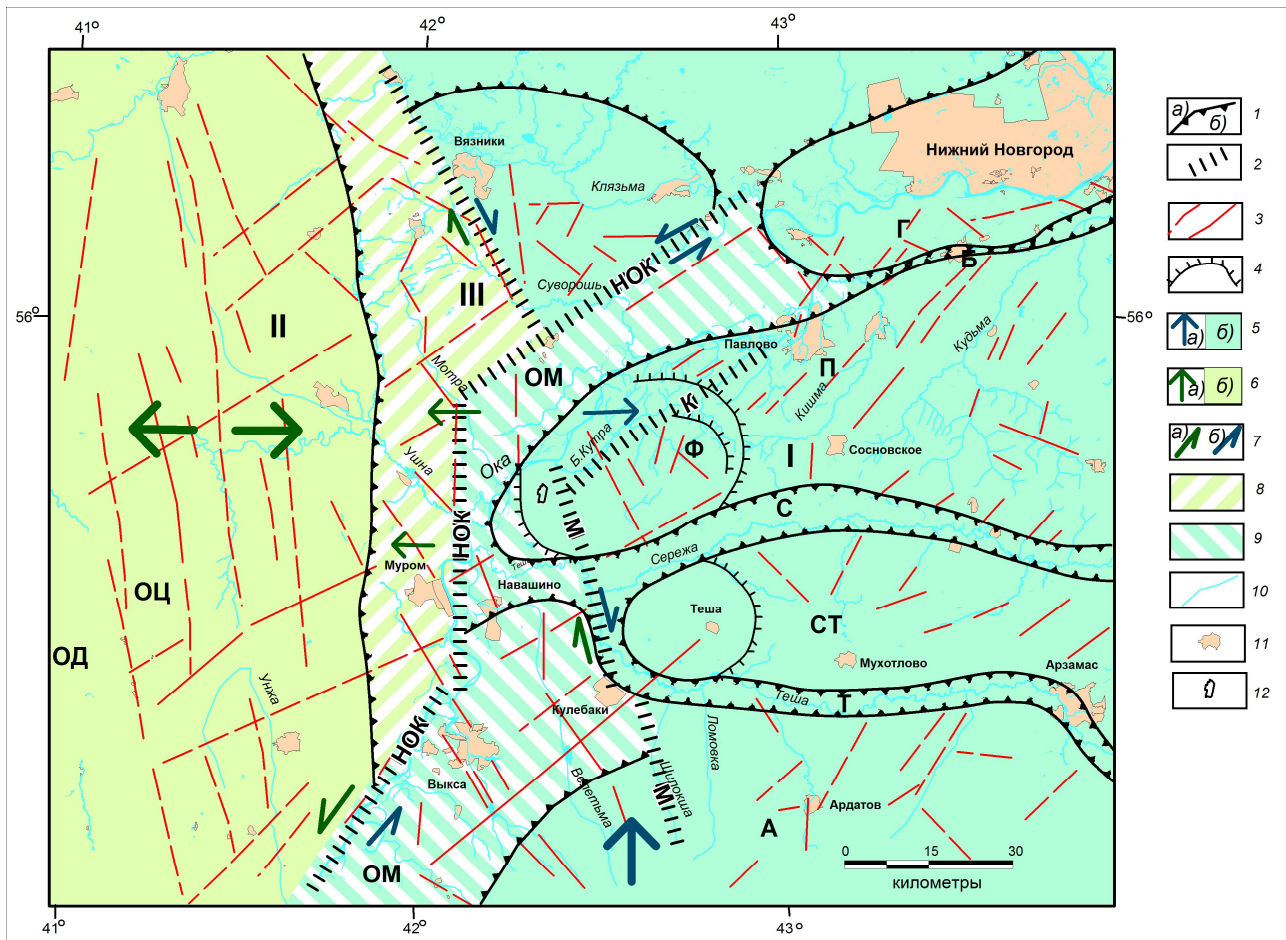 41°
42°
43°
Вязники
Клязьма
Нижний Новгород
Г
Б
НОК
Суворошь
III
II
56°
56°
Кудьма
Павлово
П
Мотра
ОМ
Кишма
К
Б.Кутра
Ф
I
Сосновское
Ока
Ушна
М
С
НОК
Сережа
Муром
Теша
Навашино
ОЦ
Теша
СТ
ОД
Мухотлово
Арзамас
Унжа
Кулебаки
Теша
Т
НОК
Ломовка
Выкса
Велетьма
Шилокша
М
Ардатов
А
ОМ
0
15
30
километры
41°
42°
43°
а)
б)
1
2
3
4
а)
б)
5
а)
б)
6
а)
б)
7
8
9
10
11
12